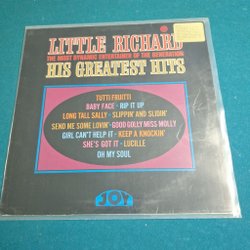 LITTLE RICHARD
THE MOST DYNAMIC ENTERTAINER OF THE GENERATION
HIS GREATEST HITS
TUTTI FRUITTI
BABY FACE - RIP IT UP
LONG TALL SALLY - SLIPPIN' AND SLIDIN'
SEND ME SOME LOVIN' - GOOD GOLLY MISS MOLLY
GIRL CAN'T HELP IT - KEEP A KNOCKIN'
SHE'S GOT IT - LUCILLE
OH MY SOUL
JOY